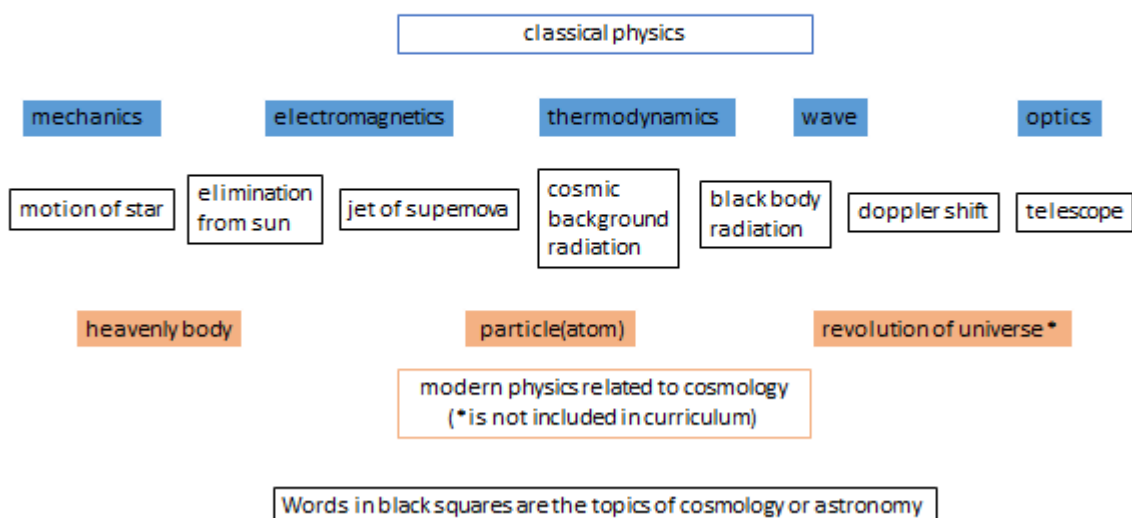 classical physics
mechanics
electromagnetics
thermodynamics
wave
optics
motion of star
elimination
from sun
jet of supernova
cosmic
background
radiation
black body
radiation
doppler shift
telescope
heavenly body
particle(atom)
revolution of universe *
modern physics related to cosmology
(* is not included in curriculum)
Words in black squares are the topics of cosmology or astronomy